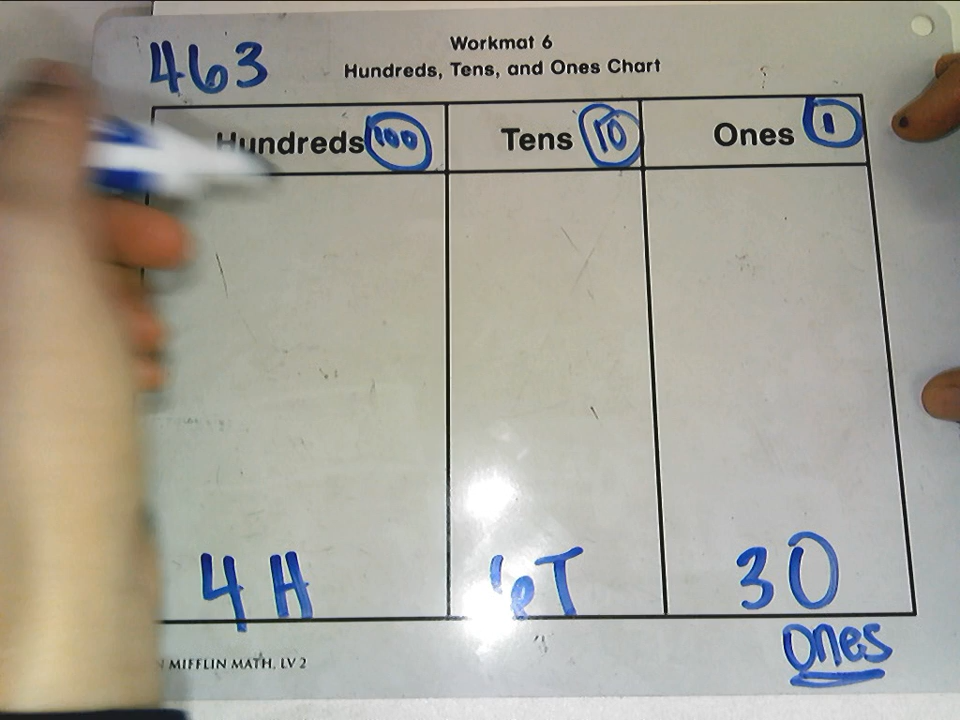 463
Workmat 6
Hundreds, Tens, and Ones Chart
Hundreds 100 Tens 10 Ones 1
4 H 6T 3 O
Ones
MIFFLIN MATH, LV 2